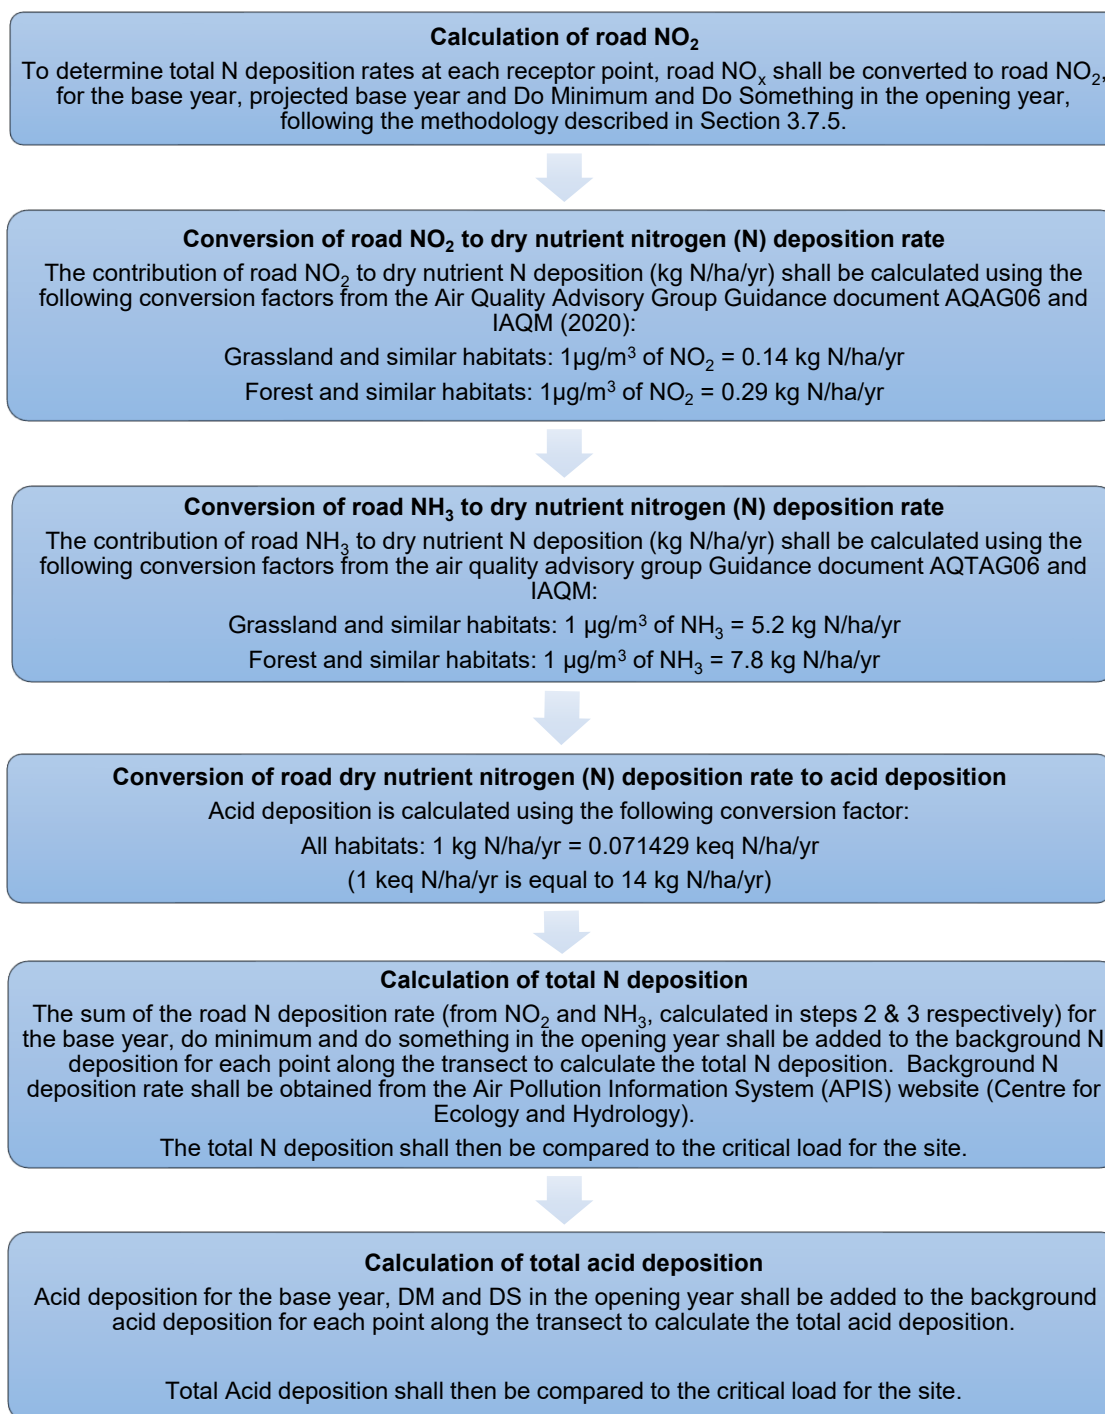 Calculation of road NO₂
To determine total N deposition rates at each receptor point, road NOₓ shall be converted to road NO₂,
for the base year, projected base year and Do Minimum and Do Something in the opening year,
following the methodology described in Section 3.7.5.
Conversion of road NO₂ to dry nutrient nitrogen (N) deposition rate
The contribution of road NO₂ to dry nutrient N deposition (kg N/ha/yr) shall be calculated using the
following conversion factors from the Air Quality Advisory Group Guidance document AQAG06 and
IAQM (2020):
Grassland and similar habitats: 1µg/m³ of NO₂ = 0.14 kg N/ha/yr
Forest and similar habitats: 1µg/m³ of NO₂ = 0.29 kg N/ha/yr
Conversion of road NH₃ to dry nutrient nitrogen (N) deposition rate
The contribution of road NH₃ to dry nutrient N deposition (kg N/ha/yr) shall be calculated using the
following conversion factors from the air quality advisory group Guidance document AQTAG06 and
IAQM:
Grassland and similar habitats: 1 µg/m³ of NH₃ = 5.2 kg N/ha/yr
Forest and similar habitats: 1 µg/m³ of NH₃ = 7.8 kg N/ha/yr
Conversion of road dry nutrient nitrogen (N) deposition rate to acid deposition
Acid deposition is calculated using the following conversion factor:
All habitats: 1 kg N/ha/yr = 0.071429 keq N/ha/yr
(1 keq N/ha/yr is equal to 14 kg N/ha/yr)
Calculation of total N deposition
The sum of the road N deposition rate (from NO₂ and NH₃, calculated in steps 2 & 3 respectively) for
the base year, do minimum and do something in the opening year shall be added to the background N
deposition for each point along the transect to calculate the total N deposition. Background N
deposition rate shall be obtained from the Air Pollution Information System (APIS) website (Centre for
Ecology and Hydrology).
The total N deposition shall then be compared to the critical load for the site.
Calculation of total acid deposition
Acid deposition for the base year, DM and DS in the opening year shall be added to the background
acid deposition for each point along the transect to calculate the total acid deposition.
Total Acid deposition shall then be compared to the critical load for the site.